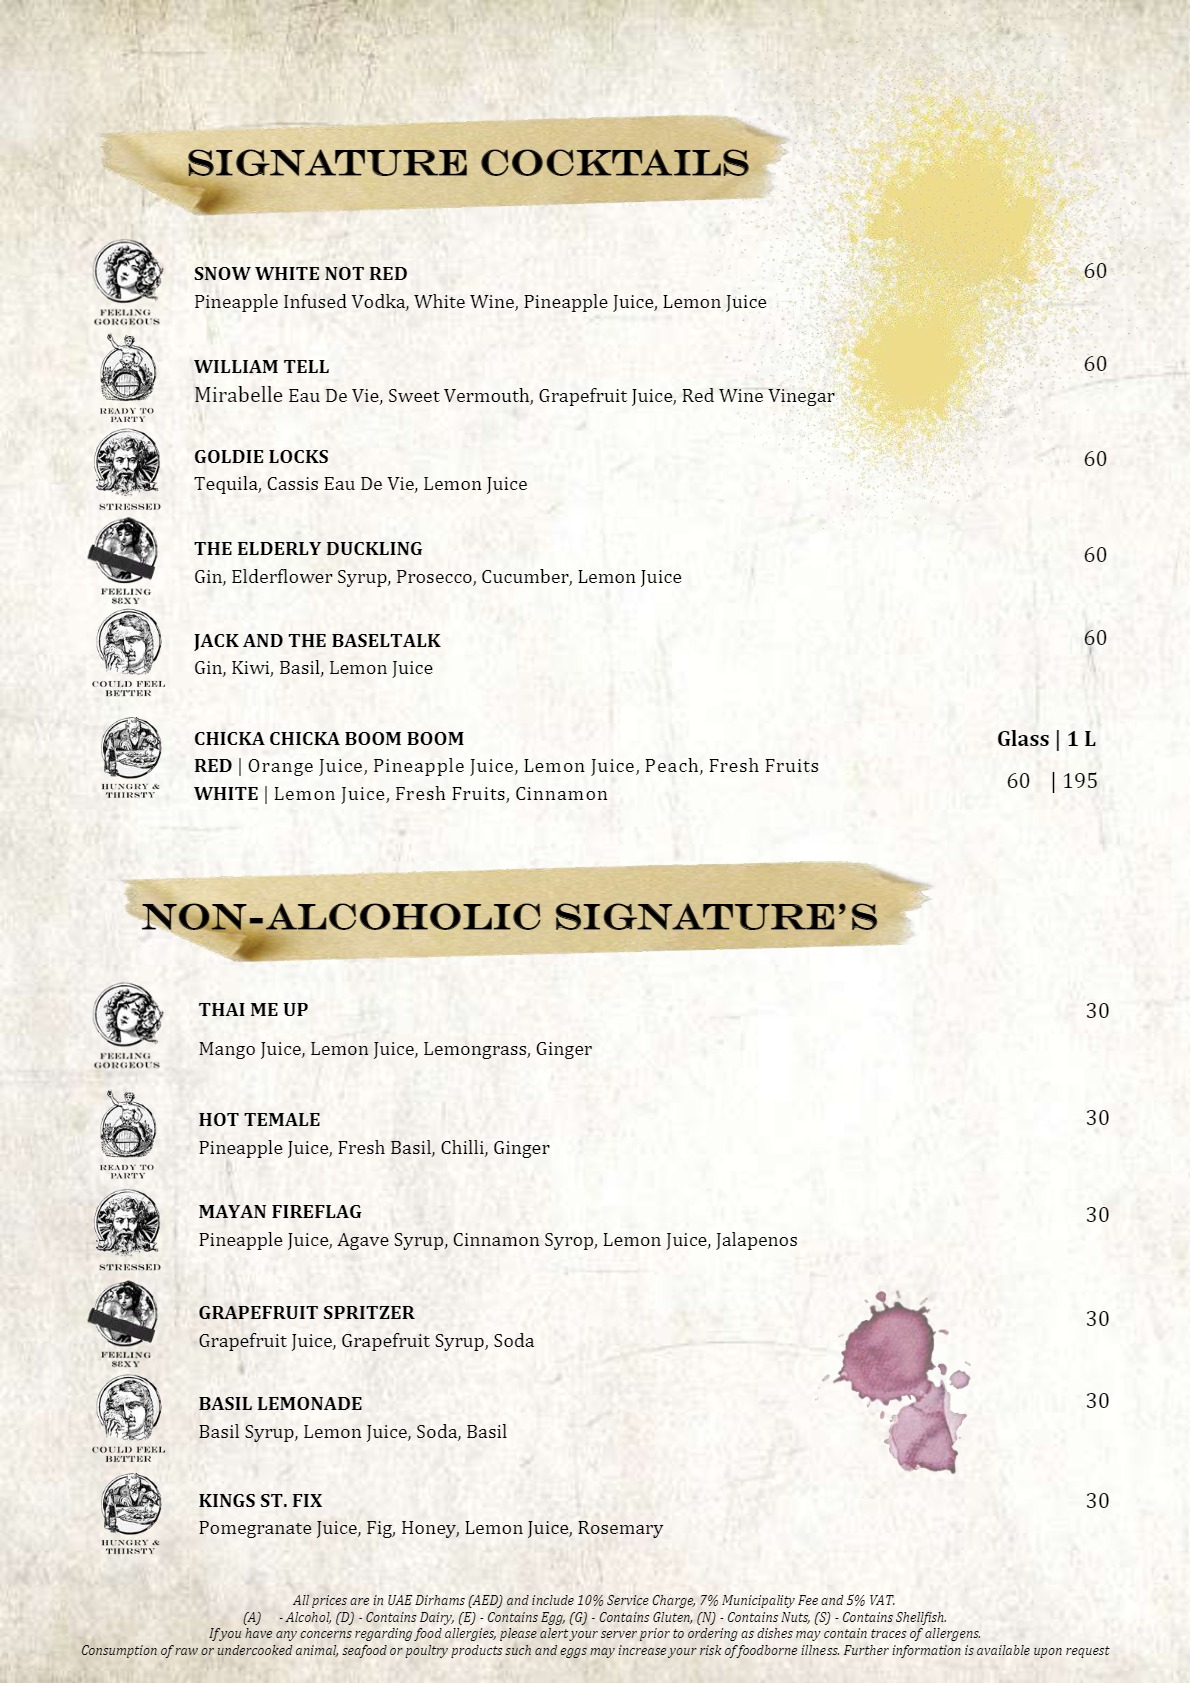 SIGNATURE COCKTAILS
FEELING
GORGEOUS
SNOW WHITE NOT RED 60
Pineapple Infused Vodka, White Wine, Pineapple Juice, Lemon Juice
READY TO
PARTY
WILLIAM TELL 60
Mirabelle Eau De Vie, Sweet Vermouth, Grapefruit Juice, Red Wine Vinegar
STRESSED
GOLDIE LOCKS 60
Tequila, Cassis Eau De Vie, Lemon Juice
FEELING
S8XY
THE ELDERLY DUCKLING 60
Gin, Elderflower Syrup, Prosecco, Cucumber, Lemon Juice
COULD FEEL
BETTER
JACK AND THE BASELTALK 60
Gin, Kiwi, Basil, Lemon Juice
HUNGRY &
THIRSTY
CHICKA CHICKA BOOM BOOM Glass | 1 L
RED | Orange Juice, Pineapple Juice, Lemon Juice, Peach, Fresh Fruits 60 | 195
WHITE | Lemon Juice, Fresh Fruits, Cinnamon
NON-ALCOHOLIC SIGNATURE'S
FEELING
GORGEOUS
THAI ME UP 30
Mango Juice, Lemon Juice, Lemongrass, Ginger
READY TO
PARTY
HOT TEMALE 30
Pineapple Juice, Fresh Basil, Chilli, Ginger
STRESSED
MAYAN FIREFLAG 30
Pineapple Juice, Agave Syrup, Cinnamon Syrop, Lemon Juice, Jalapenos
FEELING
S8XY
GRAPEFRUIT SPRITZER 30
Grapefruit Juice, Grapefruit Syrup, Soda
COULD FEEL
BETTER
BASIL LEMONADE 30
Basil Syrup, Lemon Juice, Soda, Basil
HUNGRY &
THIRSTY
KINGS ST. FIX 30
Pomegranate Juice, Fig, Honey, Lemon Juice, Rosemary
All prices are in UAE Dirhams (AED) and include 10% Service Charge, 7% Municipality Fee and 5% VAT.
(A) - Alcohol, (D) - Contains Dairy, (E) - Contains Egg, (G) - Contains Gluten, (N) - Contains Nuts, (S) - Contains Shellfish.
If you have any concerns regarding food allergies, please alert your server prior to ordering as dishes may contain traces of allergens.
Consumption of raw or undercooked animal, seafood or poultry products such and eggs may increase your risk of foodborne illness. Further information is available upon request